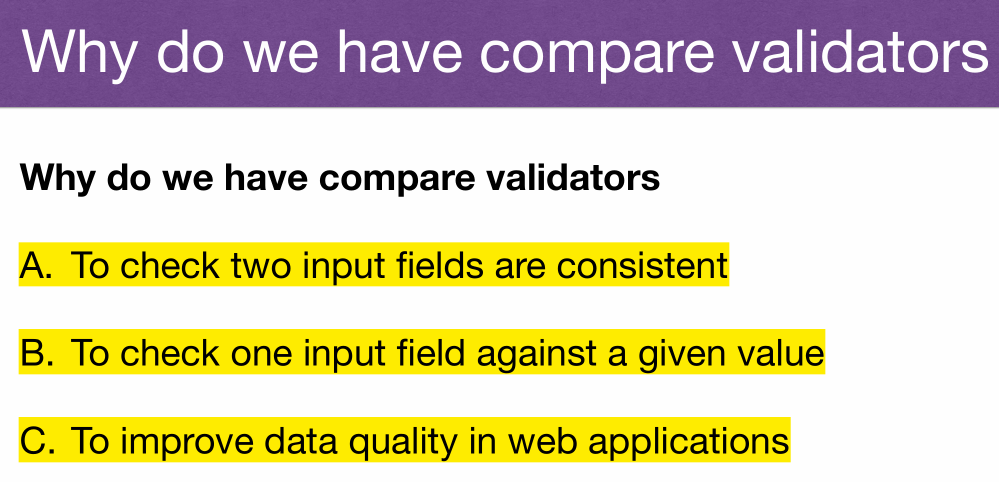 Why do we have compare validators
Why do we have compare validators
A. To check two input fields are consistent
B. To check one input field against a given value
C. To improve data quality in web applications